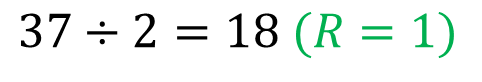 37 ÷ 2 = 18 (R = 1)